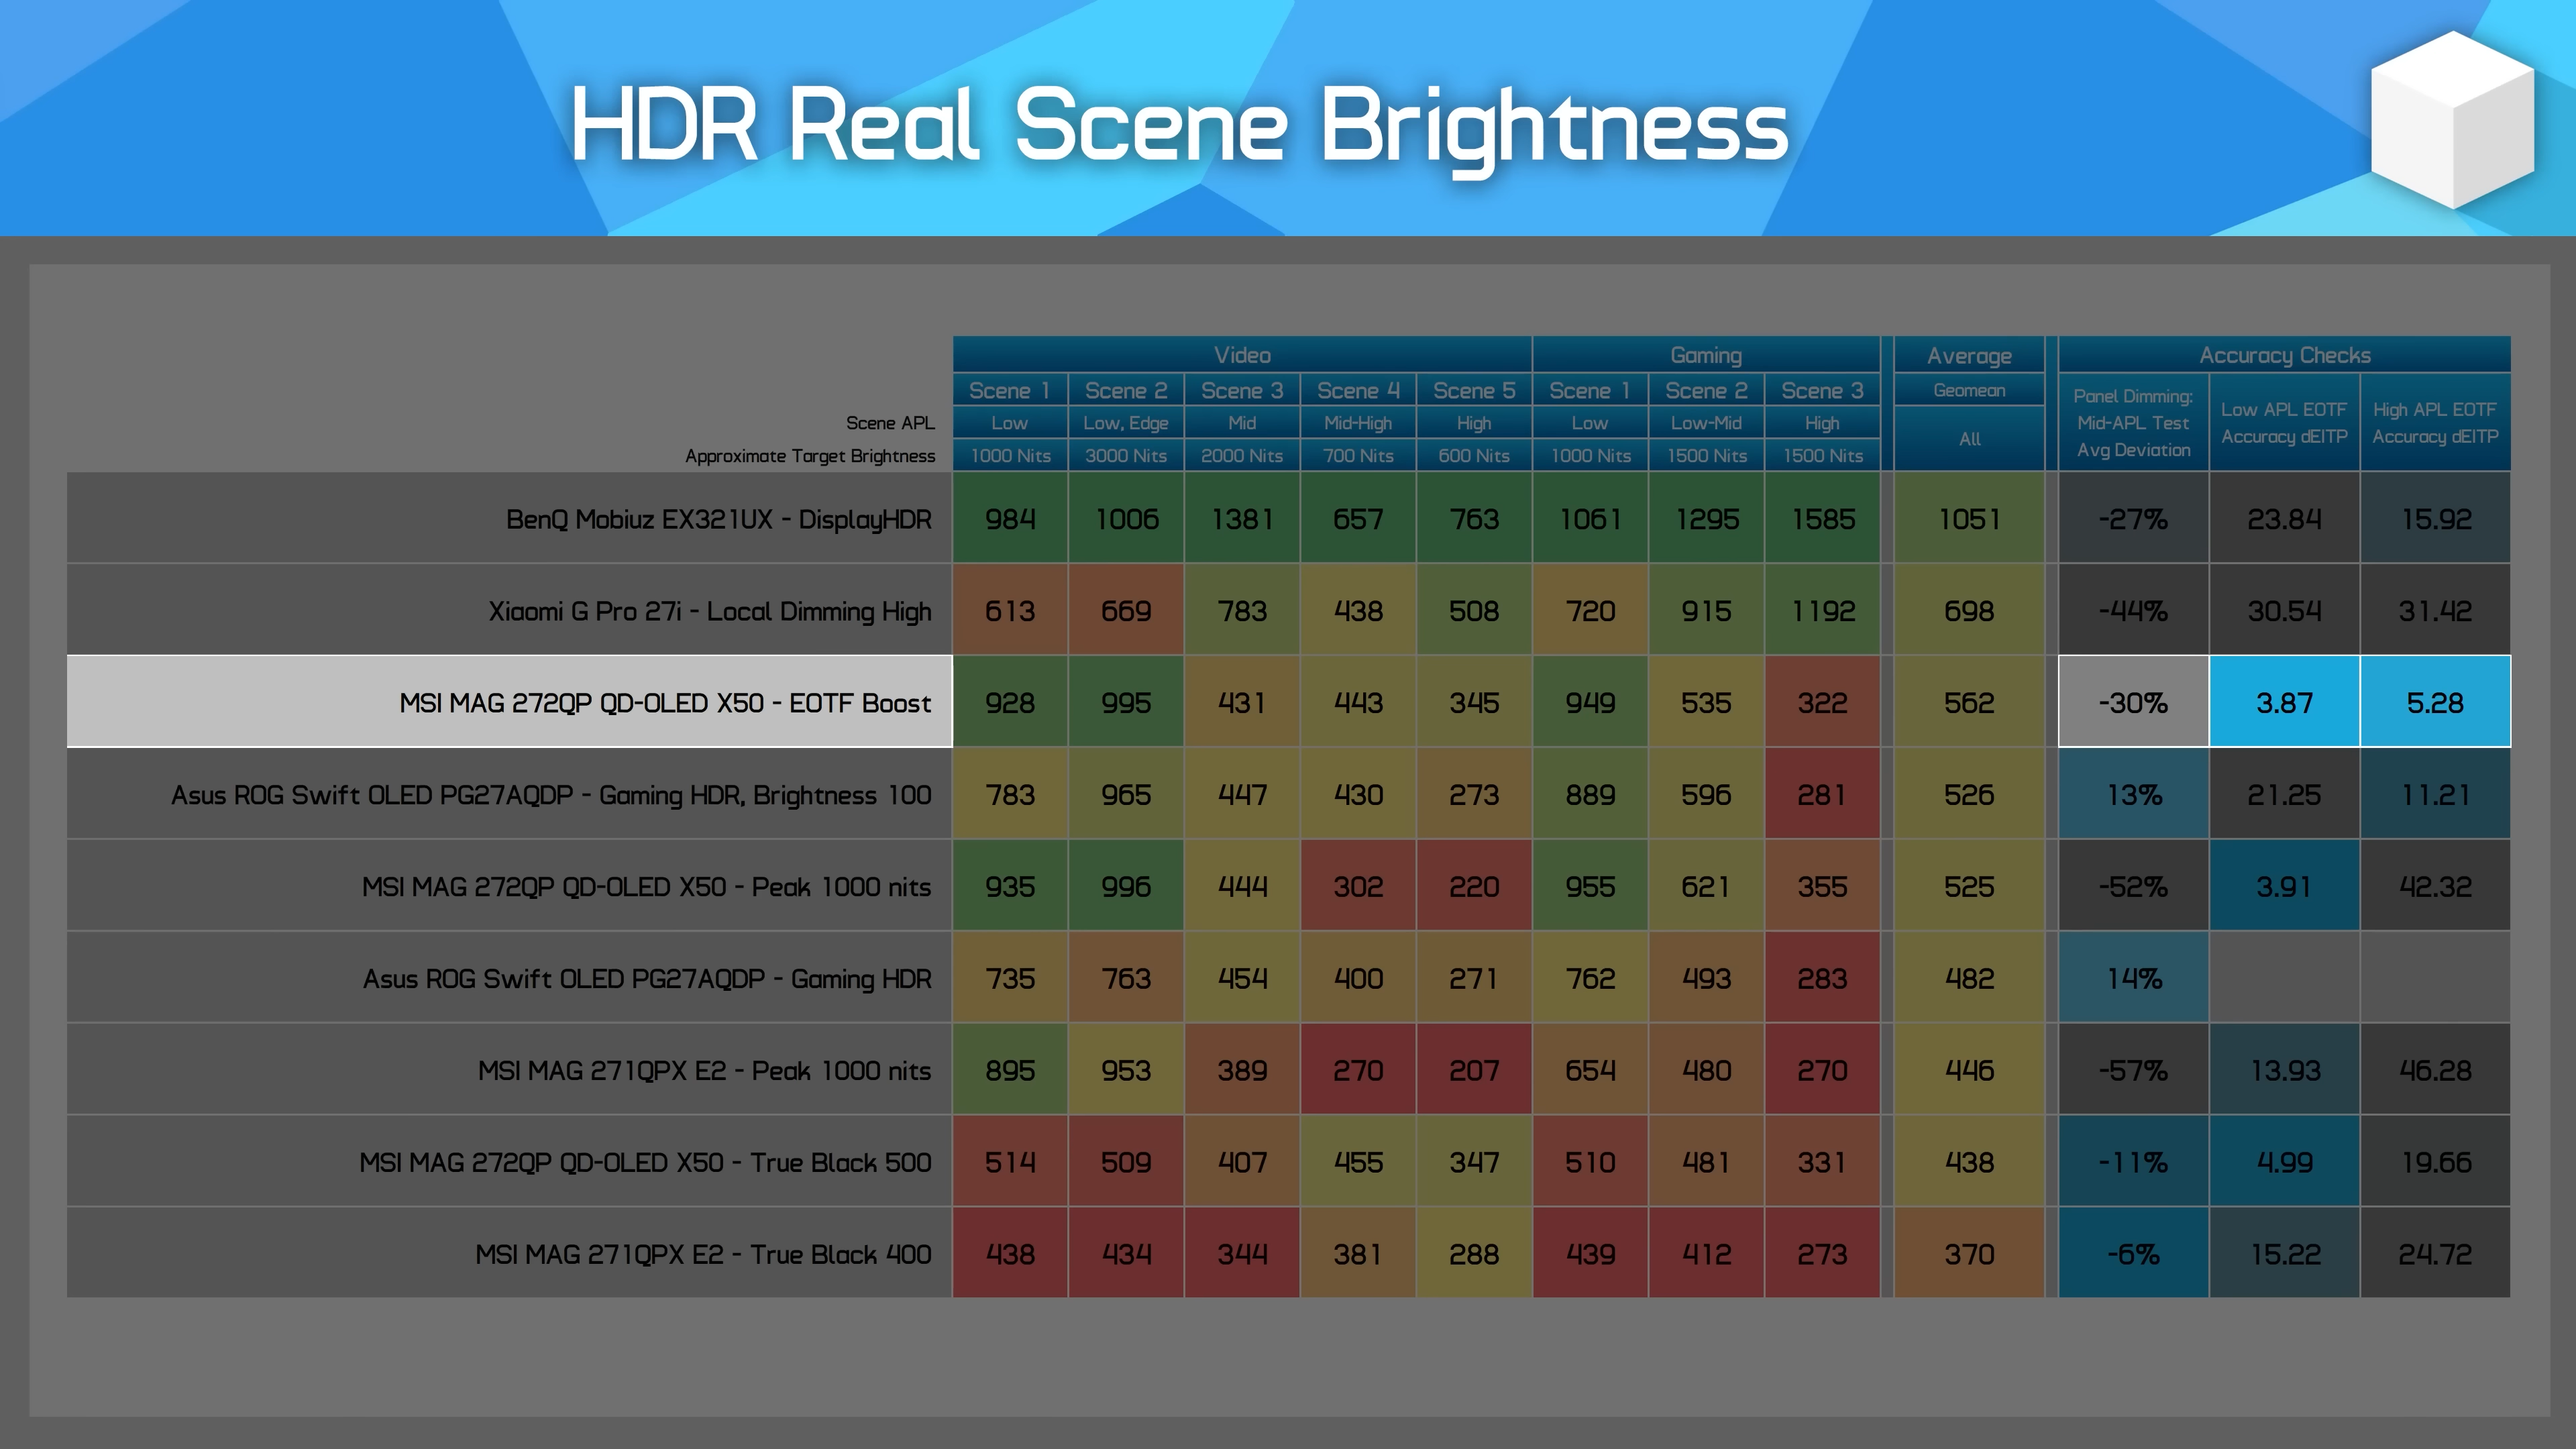 HDR Real Scene Brightness
Video Gaming Average Accuracy Checks
Scene 1 Scene 2 Scene 3 Scene 4 Scene 5 Scene 1 Scene 2 Scene 3 Geomean Panel Dimming: Mid-APL Test Avg Deviation Low APL EOTF Accuracy dEITP High APL EOTF Accuracy dEITP
Scene APL Low Low, Edge Mid Mid-High High Low Low-Mid High All
Approximate Target Brightness 1000 Nits 3000 Nits 2000 Nits 700 Nits 600 Nits 1000 Nits 1500 Nits 1500 Nits
BenQ Mobiuz EX321UX - DisplayHDR 984 1006 1381 657 763 1061 1295 1585 1051 -27% 23.84 15.92
Xiaomi G Pro 27i - Local Dimming High 613 669 783 438 508 720 915 1192 698 -44% 30.54 31.42
MSI MAG 272QP QD-OLED X50 - EOTF Boost 928 995 431 443 345 949 535 322 562 -30% 3.87 5.28
Asus ROG Swift OLED PG27AQDP - Gaming HDR, Brightness 100 783 965 447 430 273 889 596 281 526 13% 21.25 11.21
MSI MAG 272QP QD-OLED X50 - Peak 1000 nits 935 996 444 302 220 955 621 355 525 -52% 3.91 42.32
Asus ROG Swift OLED PG27AQDP - Gaming HDR 735 763 454 400 271 762 493 283 482 14%
MSI MAG 271QPX E2 - Peak 1000 nits 895 953 389 270 207 654 480 270 446 -57% 13.93 46.28
MSI MAG 272QP QD-OLED X50 - True Black 500 514 509 407 455 347 510 481 331 438 -11% 4.99 19.66
MSI MAG 271QPX E2 - True Black 400 438 434 344 381 288 439 412 273 370 -6% 15.22 24.72